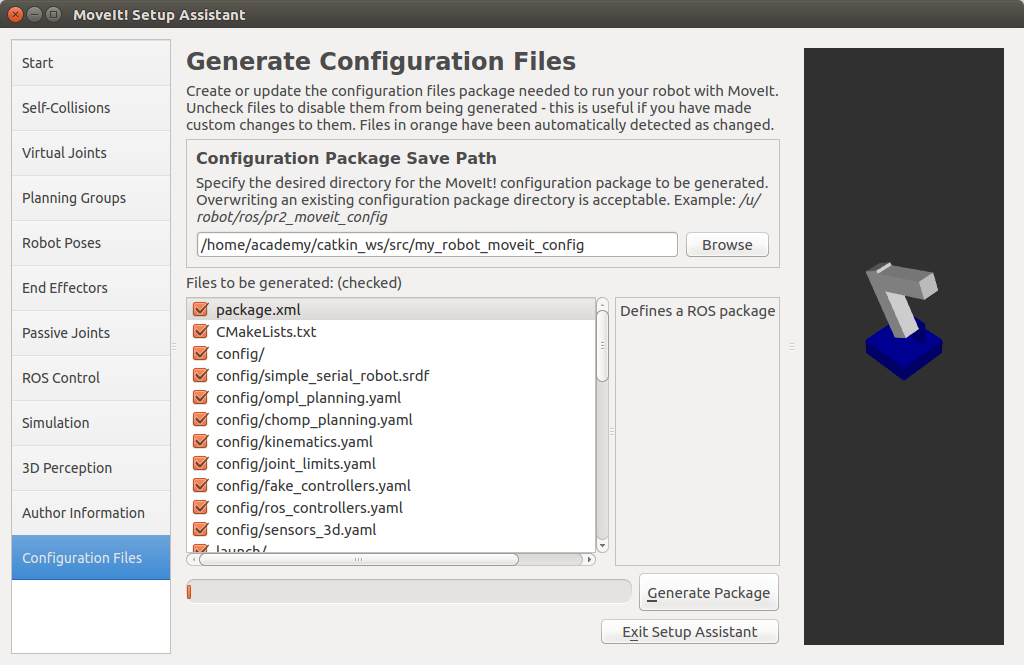 MoveIt! Setup Assistant
Start
Self-Collisions
Virtual Joints
Planning Groups
Robot Poses
End Effectors
Passive Joints
ROS Control
Simulation
3D Perception
Author Information
Configuration Files
Generate Configuration Files
Create or update the configuration files package needed to run your robot with MoveIt.
Uncheck files to disable them from being generated - this is useful if you have made
custom changes to them. Files in orange have been automatically detected as changed.
Configuration Package Save Path
Specify the desired directory for the MoveIt! configuration package to be generated.
Overwriting an existing configuration package directory is acceptable. Example: /u/
robot/ros/pr2_moveit_config
/home/academy/catkin_ws/src/my_robot_moveit_config
Browse
Files to be generated: (checked)
package.xml
CMakeLists.txt
config/
config/simple_serial_robot.srdf
config/ompl_planning.yaml
config/chomp_planning.yaml
config/kinematics.yaml
config/joint_limits.yaml
config/fake_controllers.yaml
config/ros_controllers.yaml
config/sensors_3d.yaml
launch/
Defines a ROS package
Generate Package
Exit Setup Assistant